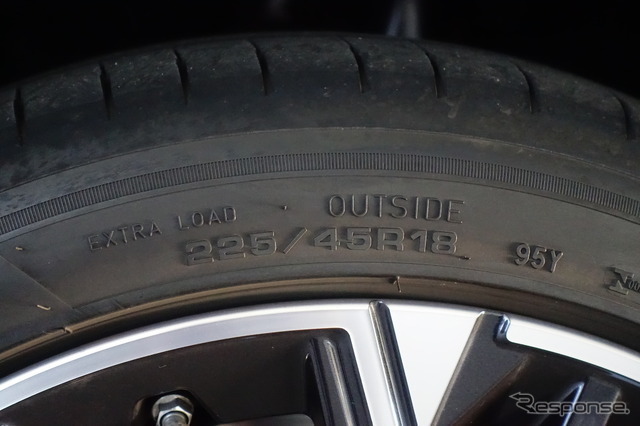 EXTRA LOAD OUTSIDE
225/45R18 95Y
Response.